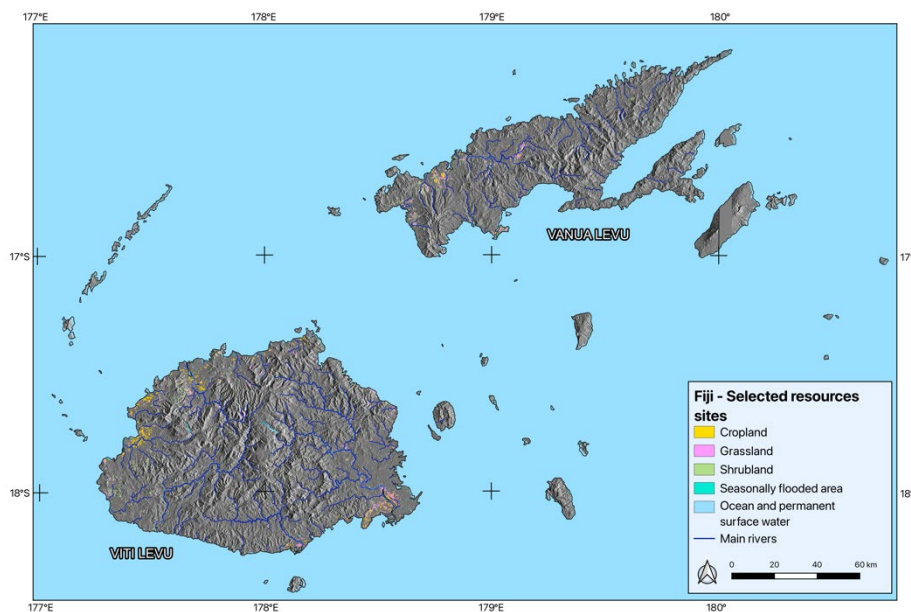 177°E
178°E
179°E
180°
VANUA LEVU
17°S
17°
Fiji - Selected resources
sites
Cropland
Grassland
Shrubland
Seasonally flooded area
Ocean and permanent
surface water
Main rivers
0 20 40 60 km
18°S
18°
VITI LEVU
177°E
178°E
179°E
180°